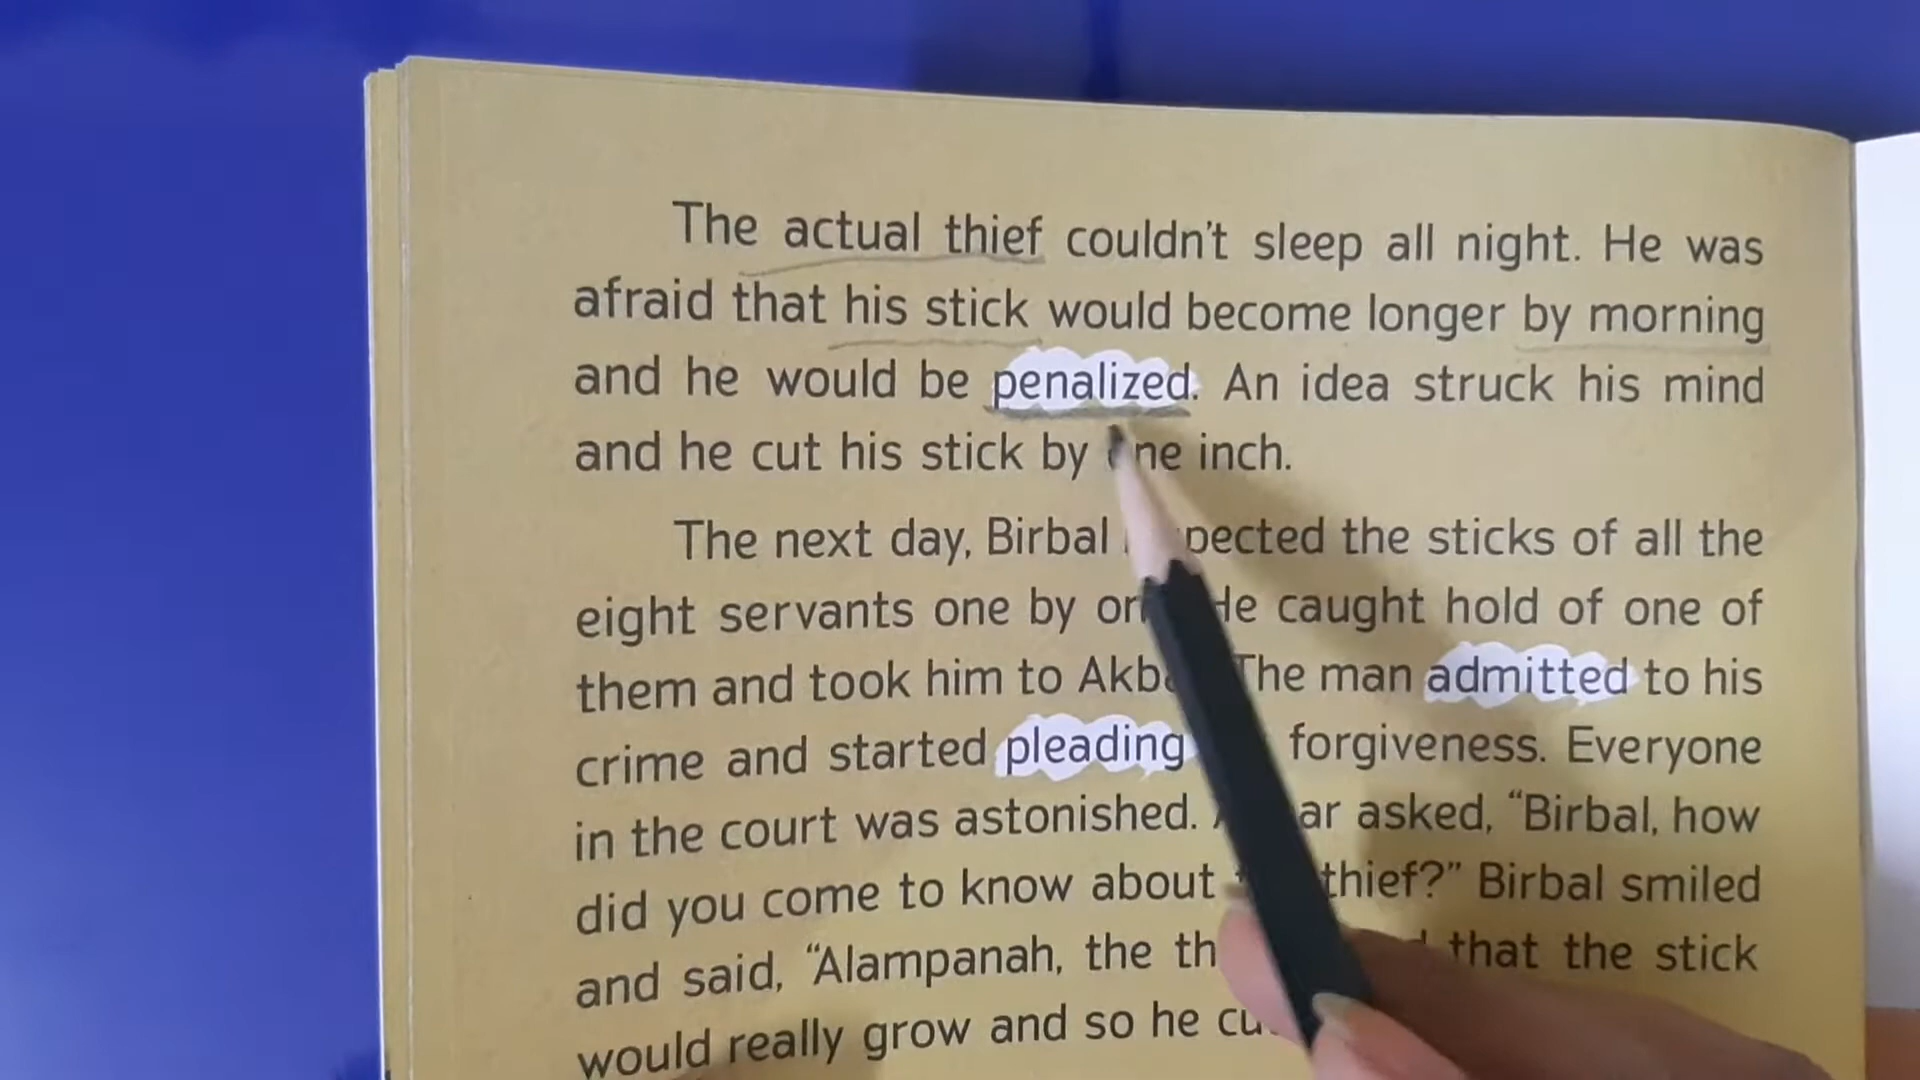 The actual thief couldn't sleep all night. He was
afraid that his stick would become longer by morning
and he would be penalized. An idea struck his mind
and he cut his stick by one inch.
The next day, Birbal the sticks of all the
eight servants one by He caught hold of one of
them and took him to The man admitted to his
crime and started pleading forgiveness. Everyone
in the court was astonished. asked, “Birbal, how
did you come to know about thief?” Birbal smiled
and said, “Alampanah, the that the stick
would really grow and so he